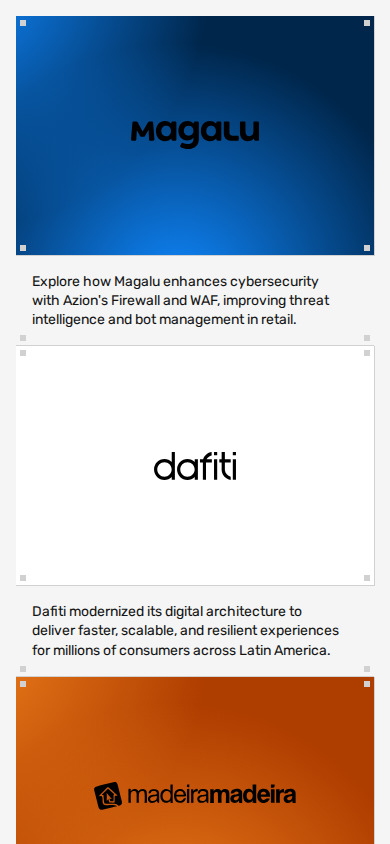 magalu
Explore how Magalu enhances cybersecurity
with Azion's Firewall and WAF, improving threat
intelligence and bot management in retail.
dafiti
Dafiti modernized its digital architecture to
deliver faster, scalable, and resilient experiences
for millions of consumers across Latin America.
madeiramadeira